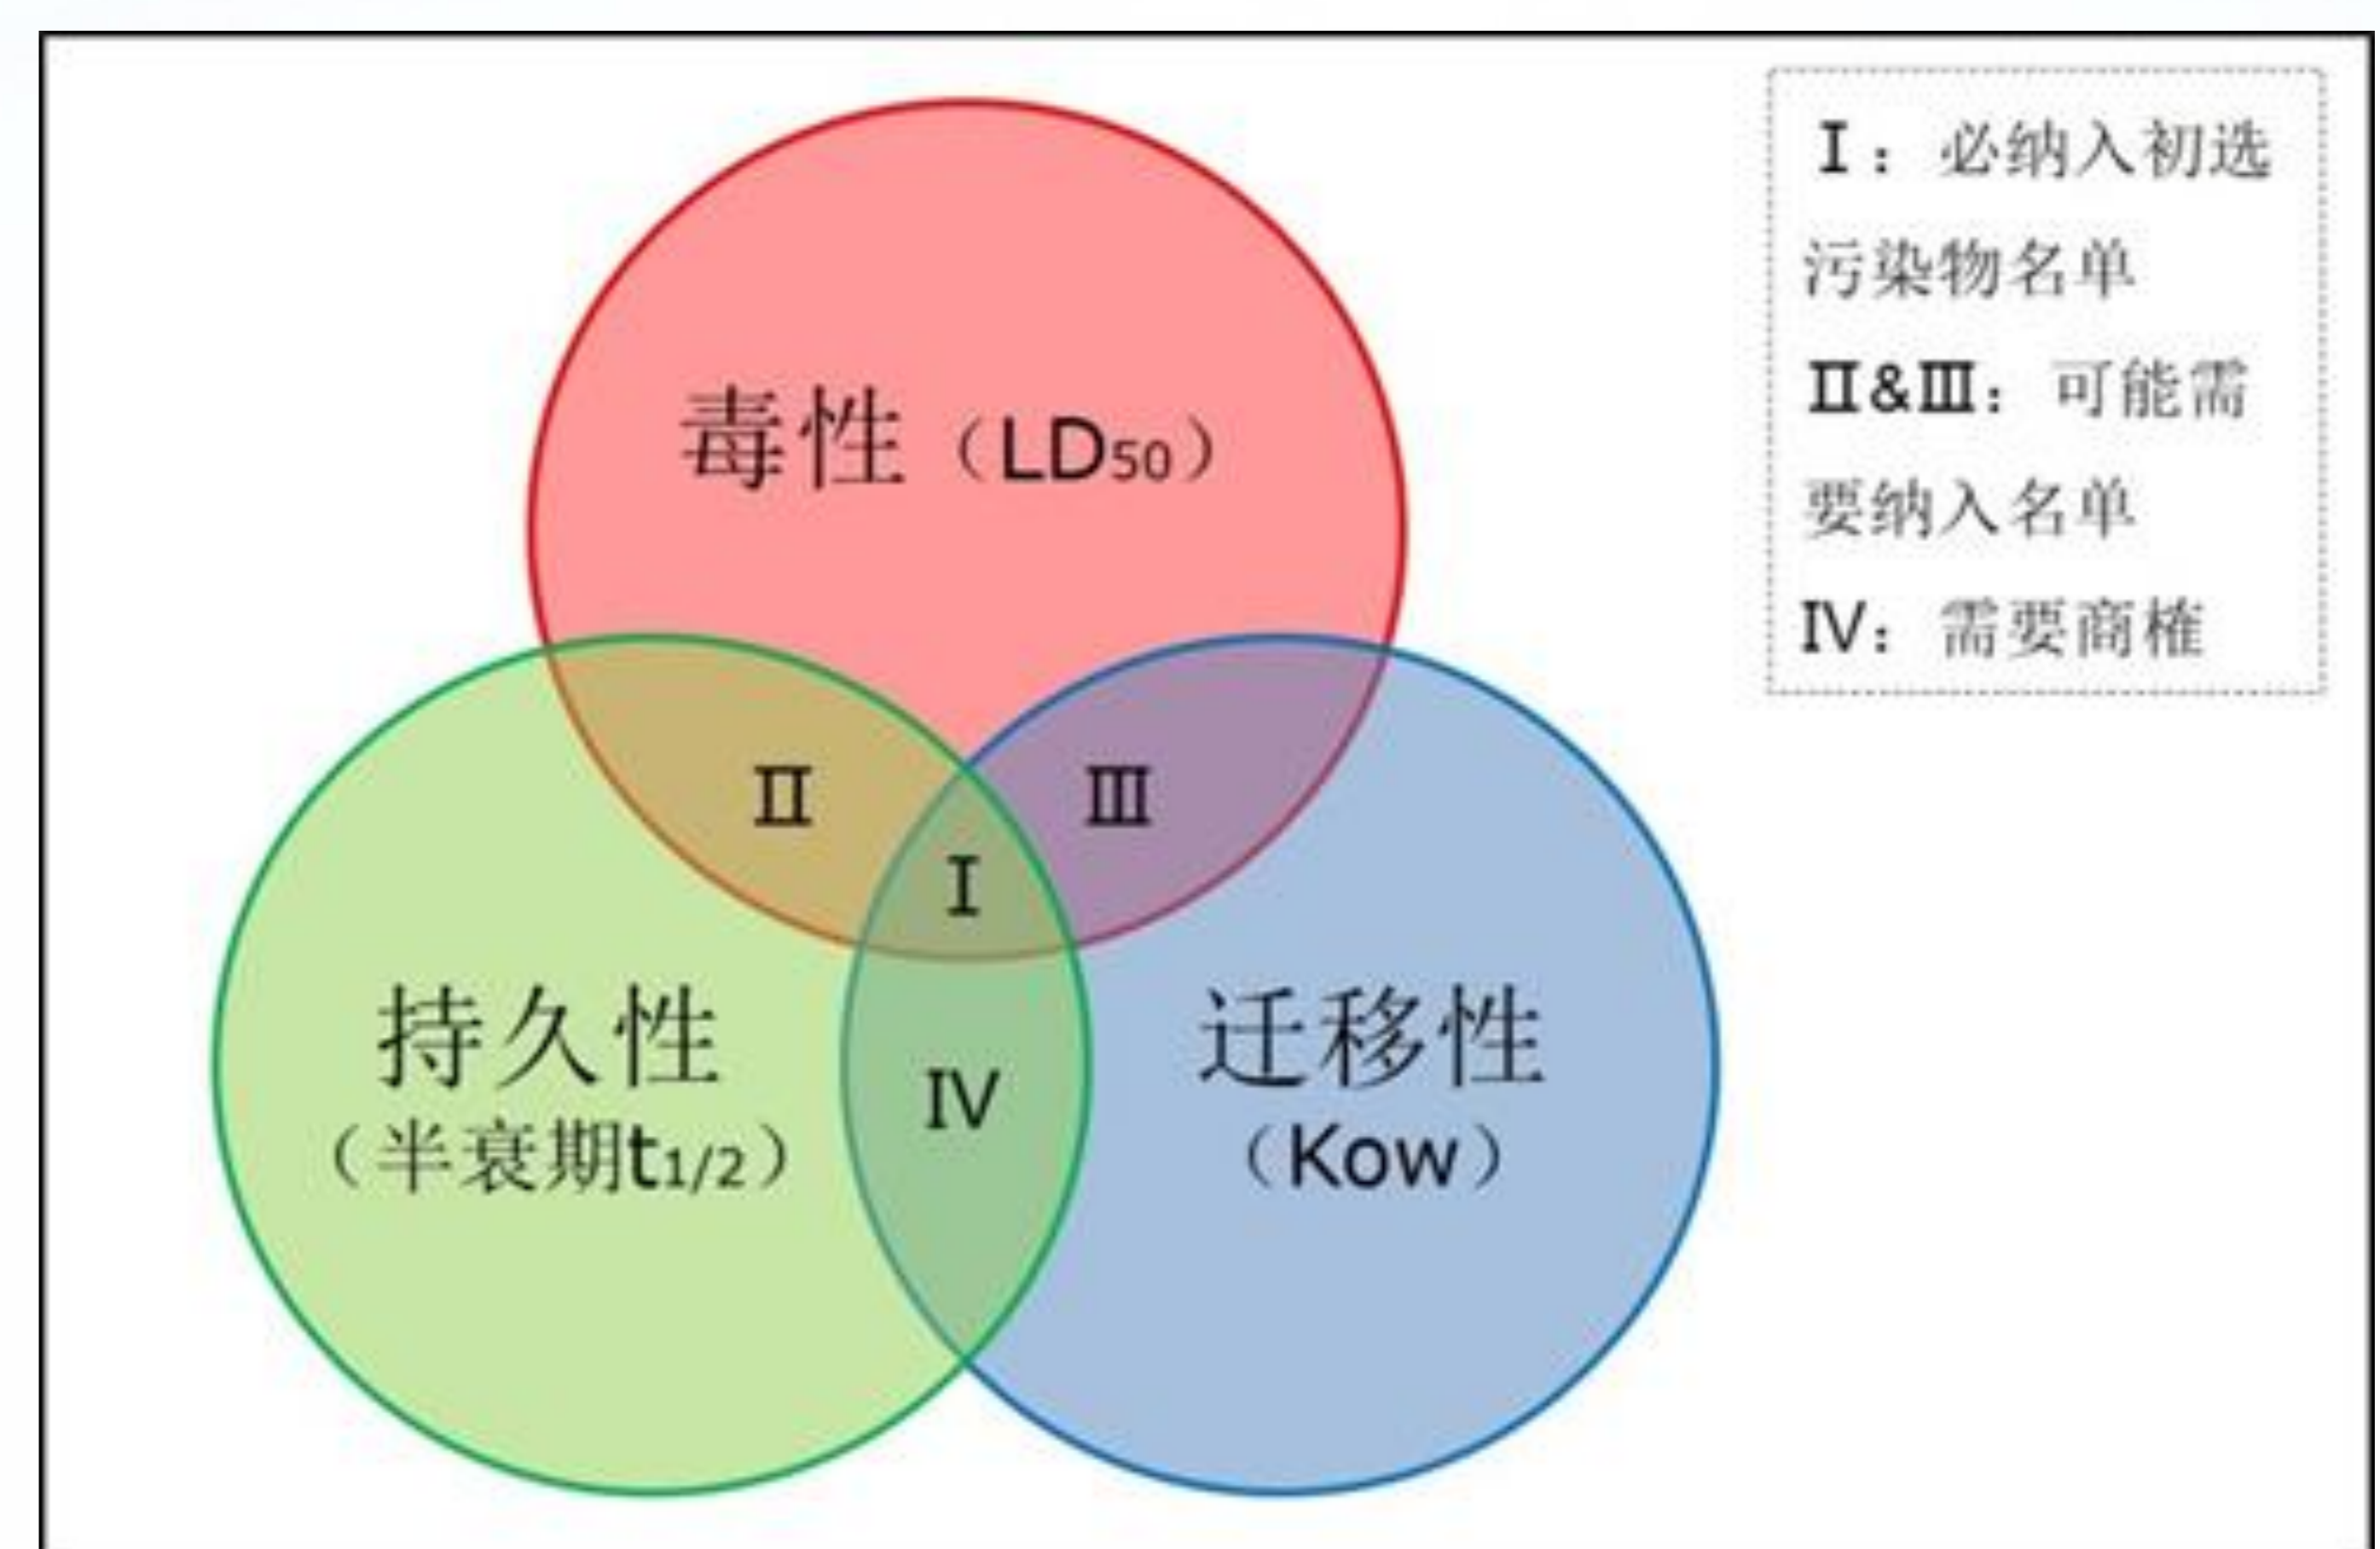 毒性（LD50）
II
III
I
持久性
（半衰期t1/2）
IV
迁移性
（Kow）
I：必纳入初选
污染物名单
II&III：可能需
要纳入名单
IV：需要商榷